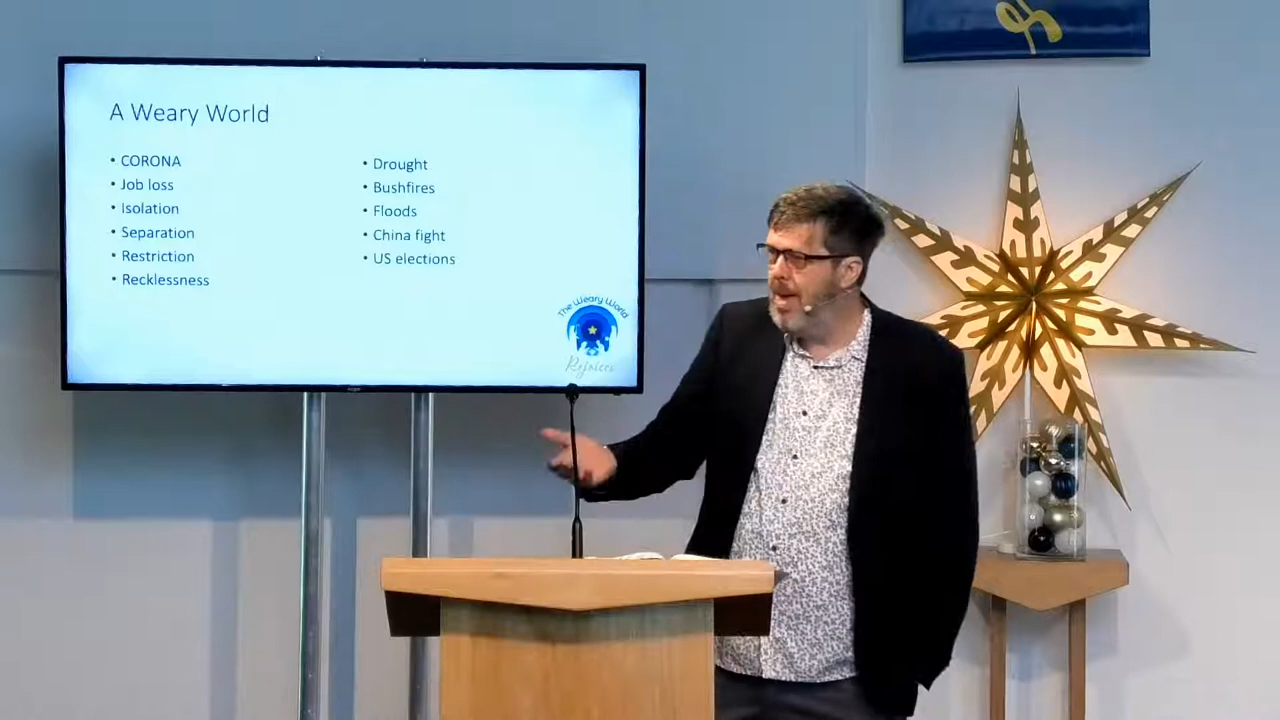 A Weary World
• CORONA
• Job loss
• Isolation
• Separation
• Restriction
• Recklessness
• Drought
• Bushfires
• Floods
• China fight
• US elections
The Weary World
Rejoices